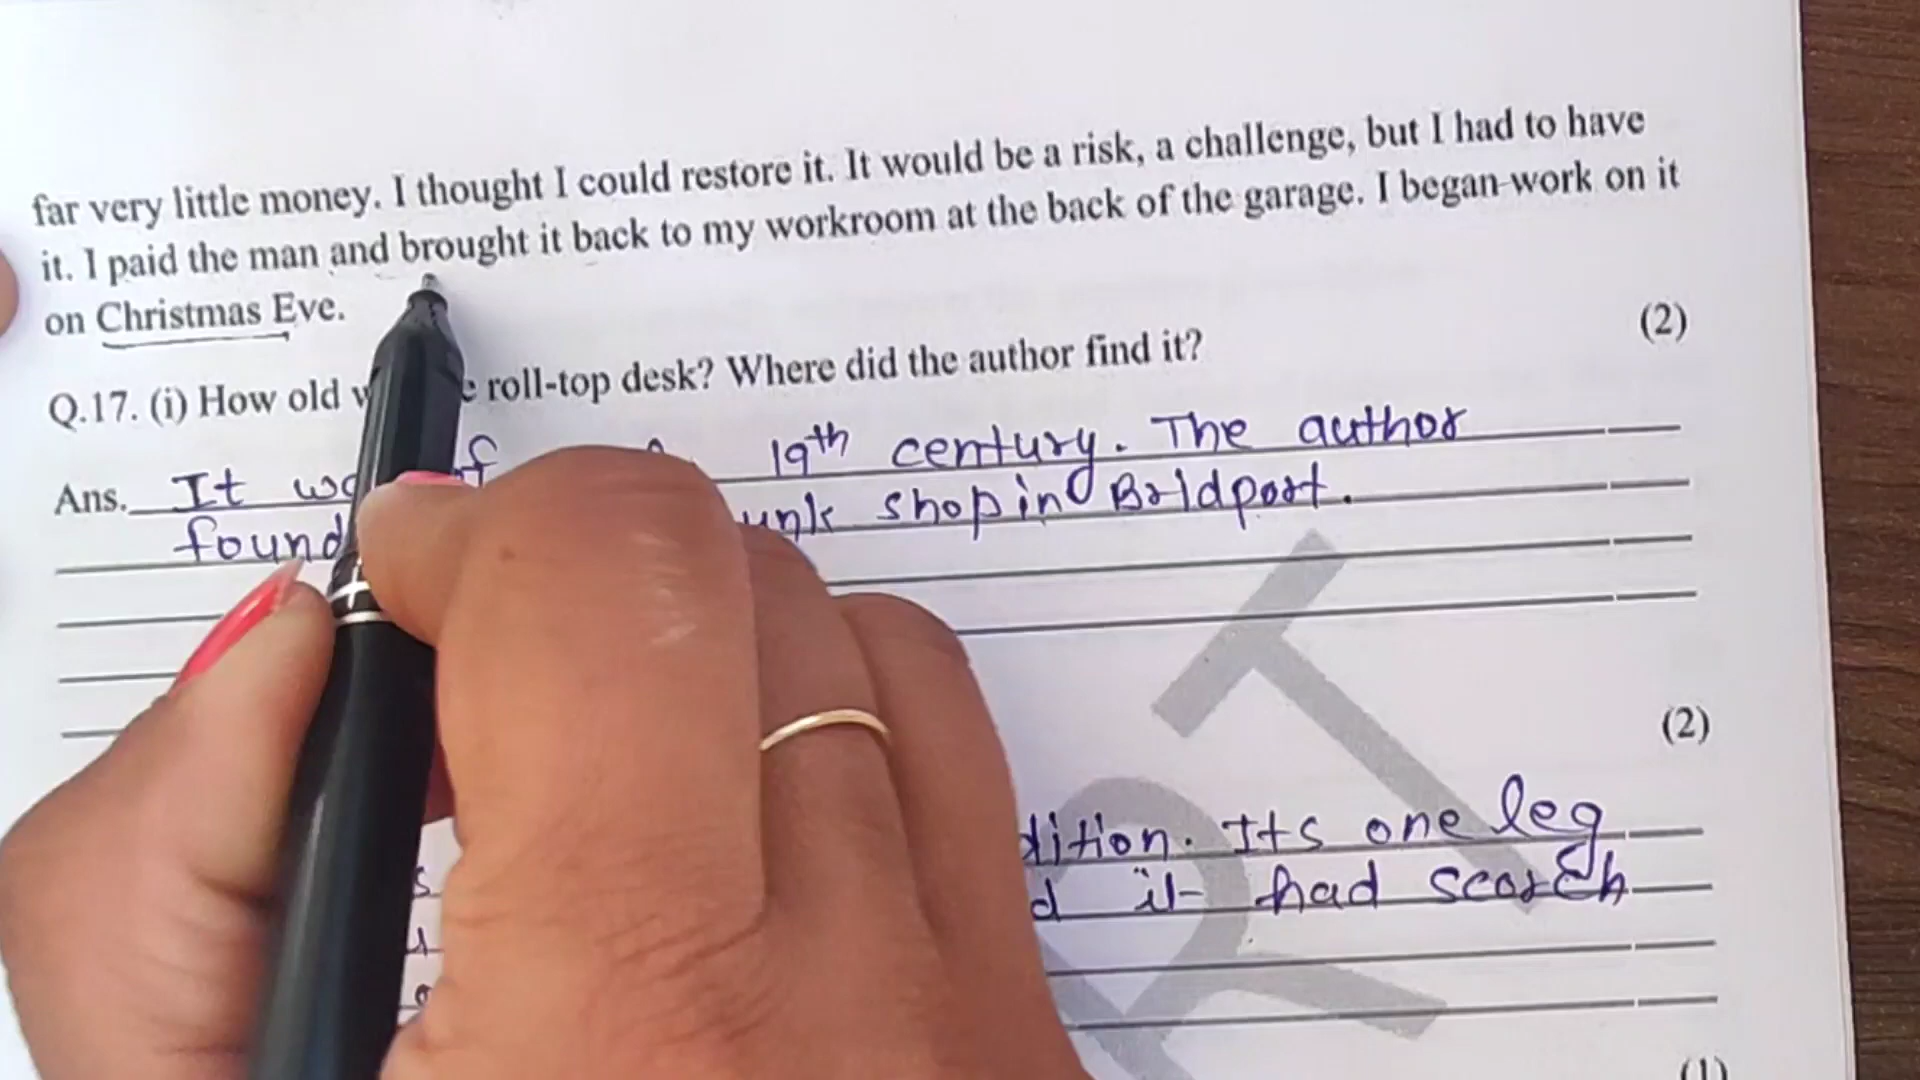 far very little money. I thought I could restore it. It would be a risk, a challenge, but I had to have
it. I paid the man and brought it back to my workroom at the back of the garage. I began work on it
on Christmas Eve.
(2)
Q.17. (i) How old roll-top desk? Where did the author find it?
Ans. It 19th century. The author
found shop in Bridport.
(2)
Its one leg
it had scorch
(1)